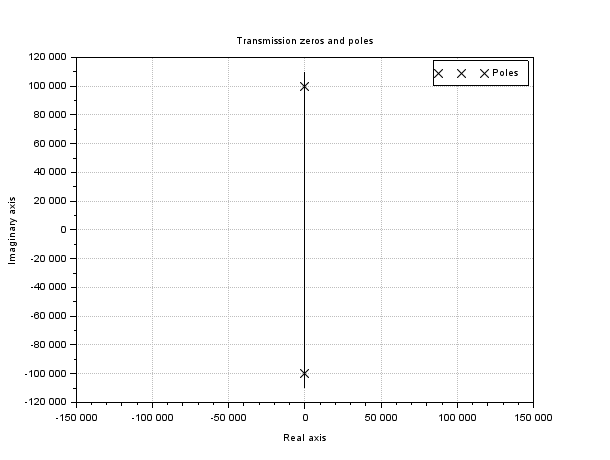 Transmission zeros and poles
120 000
Poles
100 000
80 000
60 000
40 000
20 000
0
-20 000
-40 000
-60 000
-80 000
-100 000
-120 000
Imaginary axis
-150 000 -100 000 -50 000 0 50 000 100 000 150 000
Real axis